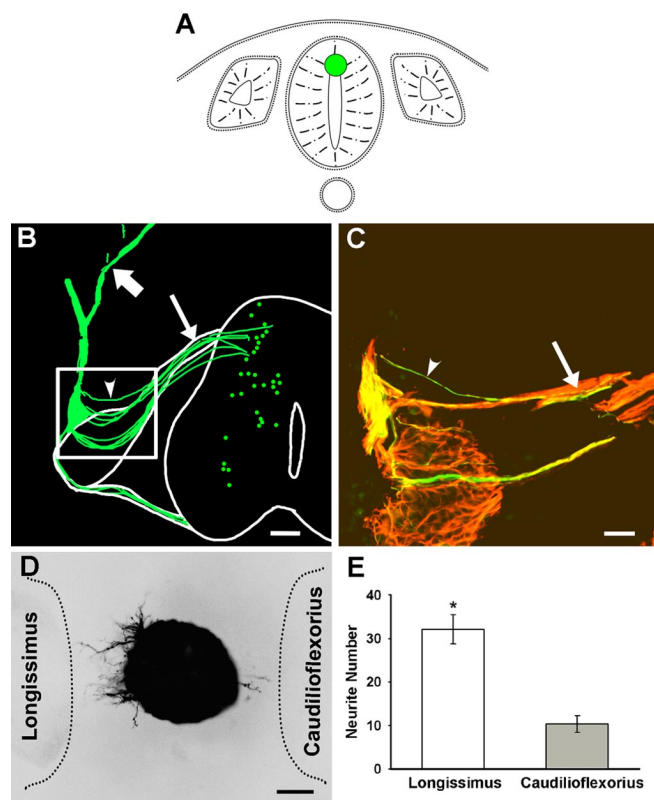 A
B
C
D
Longissimus
Caudilioflexorius
E
Neurite Number
40
30
20
10
0
*
Longissimus
Caudilioflexorius